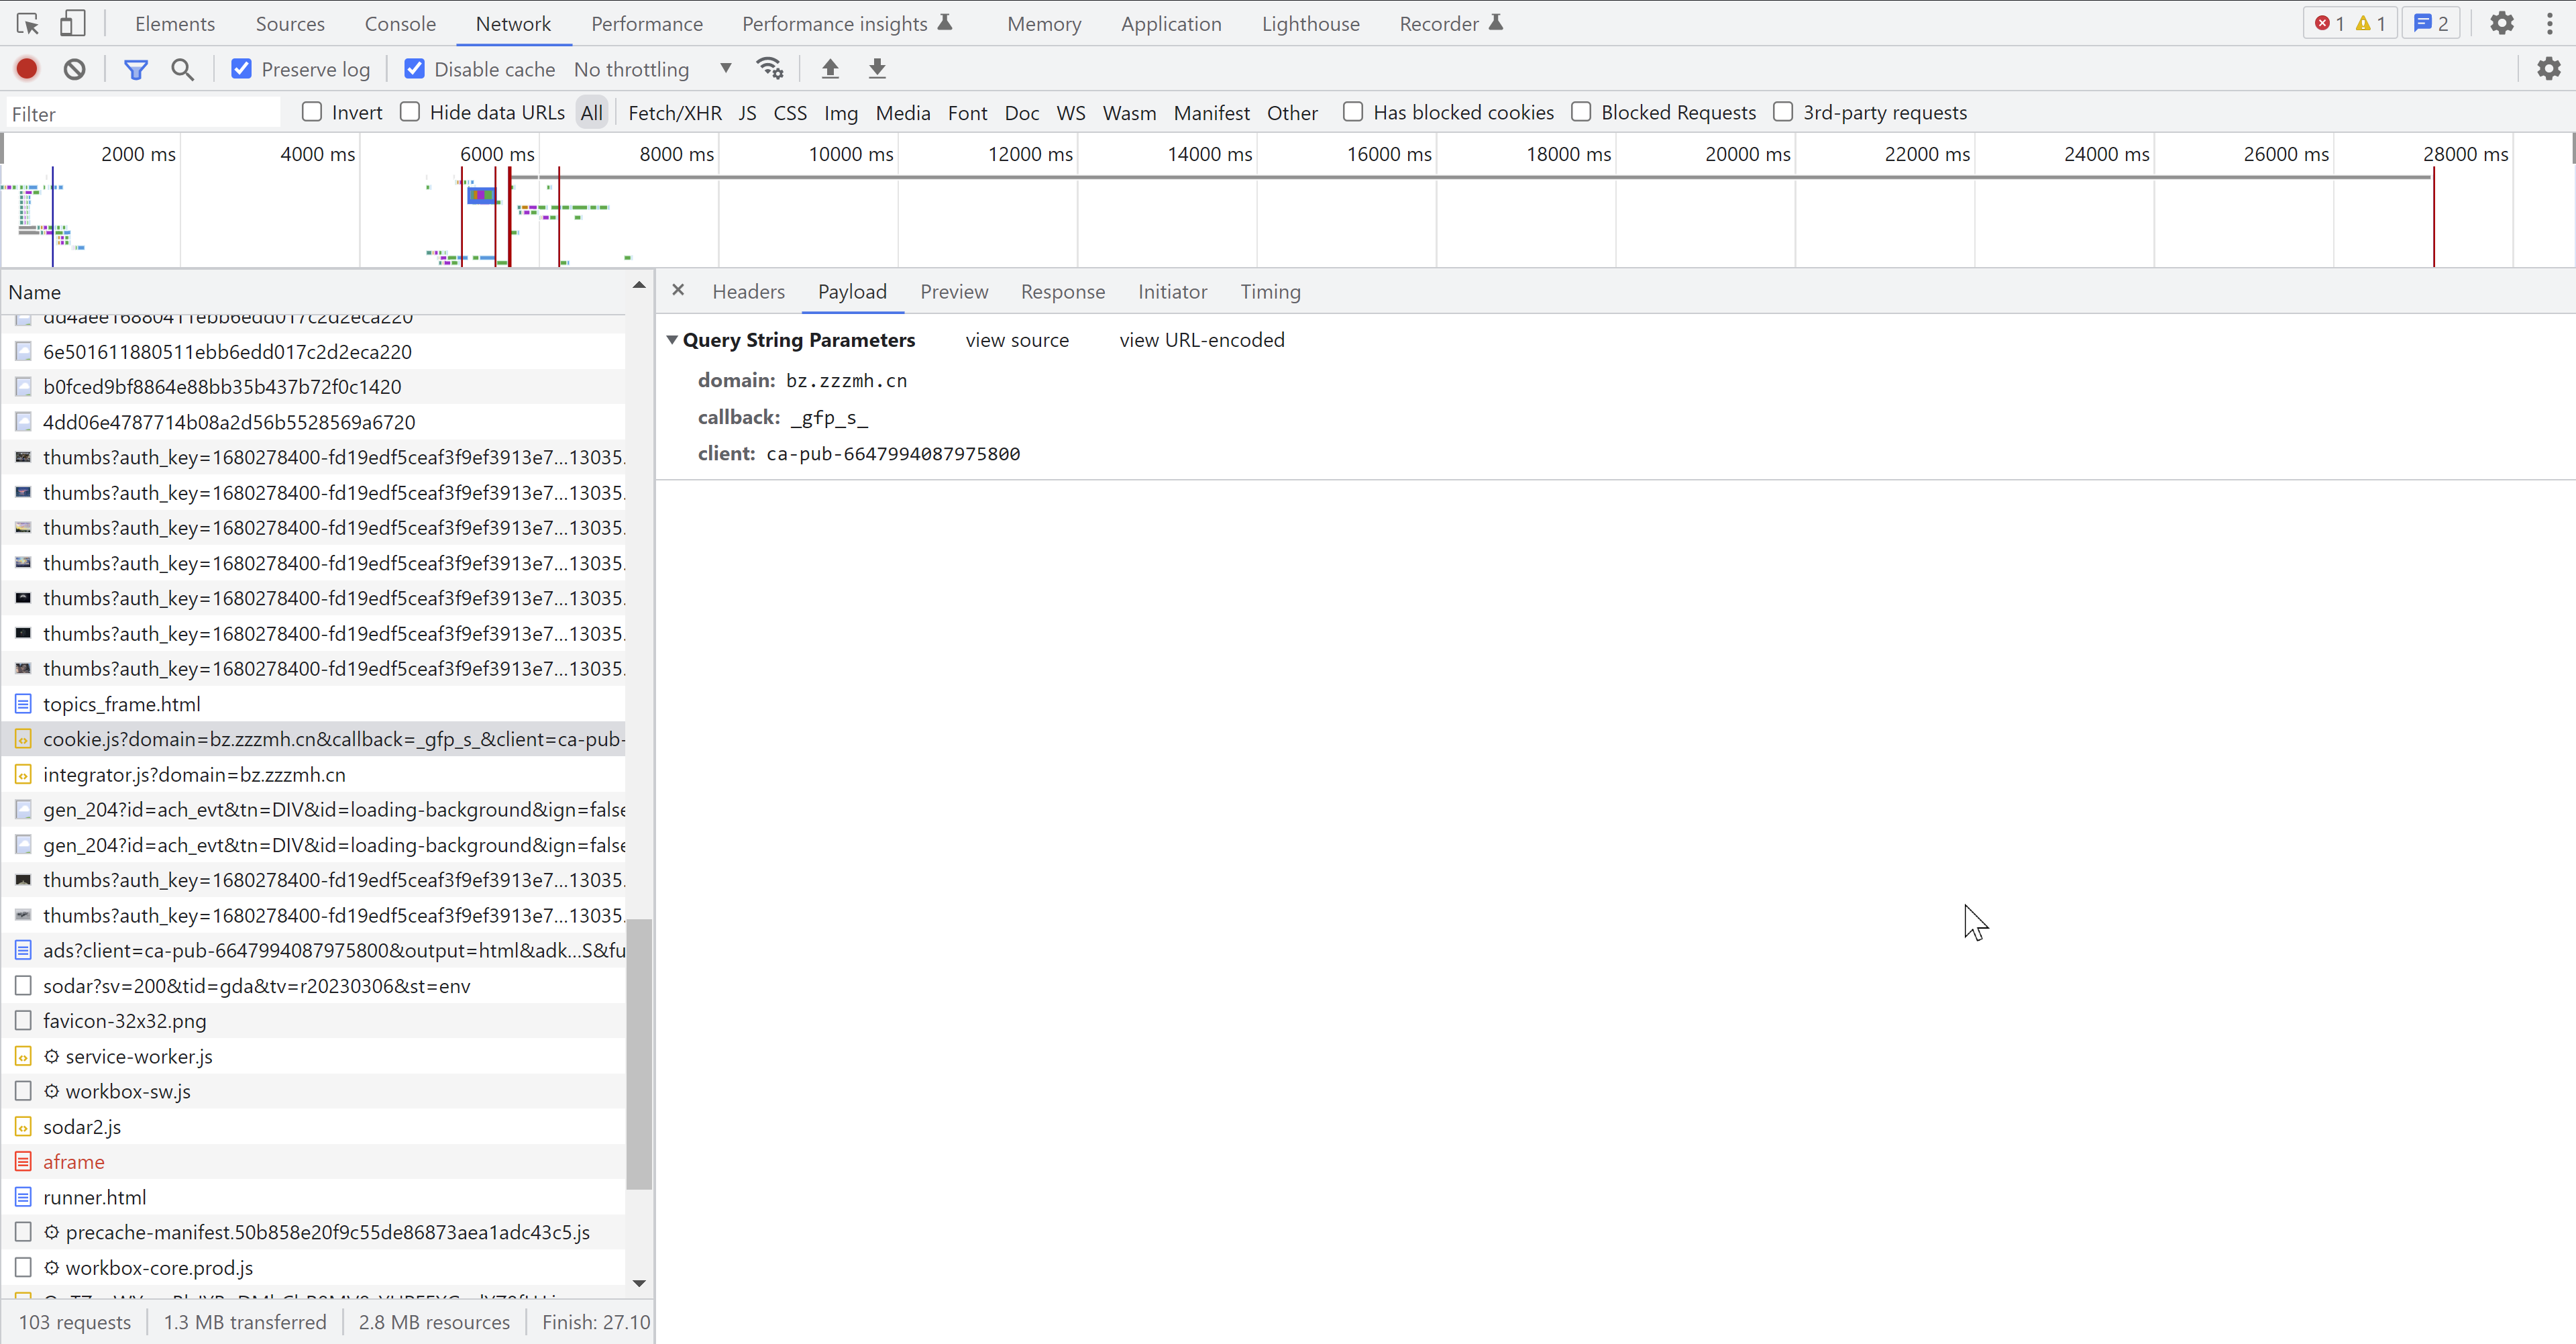 Elements Sources Console Network Performance Performance insights Memory Application Lighthouse Recorder 1 1 2
Preserve log Disable cache No throttling
Filter Invert Hide data URLs All Fetch/XHR JS CSS Img Media Font Doc WS Wasm Manifest Other Has blocked cookies Blocked Requests 3rd-party requests
2000 ms 4000 ms 6000 ms 8000 ms 10000 ms 12000 ms 14000 ms 16000 ms 18000 ms 20000 ms 22000 ms 24000 ms 26000 ms 28000 ms
Name
dd4aee16880411ebb6edd017c2d2eca220
6e501611880511ebb6edd017c2d2eca220
b0fced9bf8864e88bb35b437b72f0c1420
4dd06e4787714b08a2d56b5528569a6720
thumbs?auth_key=1680278400-fd19edf5ceaf3f9ef3913e7...13035.
thumbs?auth_key=1680278400-fd19edf5ceaf3f9ef3913e7...13035.
thumbs?auth_key=1680278400-fd19edf5ceaf3f9ef3913e7...13035.
thumbs?auth_key=1680278400-fd19edf5ceaf3f9ef3913e7...13035.
thumbs?auth_key=1680278400-fd19edf5ceaf3f9ef3913e7...13035.
thumbs?auth_key=1680278400-fd19edf5ceaf3f9ef3913e7...13035.
thumbs?auth_key=1680278400-fd19edf5ceaf3f9ef3913e7...13035.
topics_frame.html
cookie.js?domain=bz.zzzmh.cn&callback=_gfp_s_&client=ca-pub-
integrator.js?domain=bz.zzzmh.cn
gen_204?id=ach_evt&tn=DIV&id=loading-background&ign=false
gen_204?id=ach_evt&tn=DIV&id=loading-background&ign=false
thumbs?auth_key=1680278400-fd19edf5ceaf3f9ef3913e7...13035.
thumbs?auth_key=1680278400-fd19edf5ceaf3f9ef3913e7...13035.
ads?client=ca-pub-6647994087975800&output=html&adk...S&fu
sodar?sv=200&tid=gda&tv=r20230306&st=env
favicon-32x32.png
service-worker.js
workbox-sw.js
sodar2.js
aframe
runner.html
precache-manifest.50b858e20f9c55de86873aea1adc43c5.js
workbox-core.prod.js
103 requests 1.3 MB transferred 2.8 MB resources Finish: 27.10
Headers Payload Preview Response Initiator Timing
Query String Parameters view source view URL-encoded
domain: bz.zzzmh.cn
callback: _gfp_s_
client: ca-pub-6647994087975800